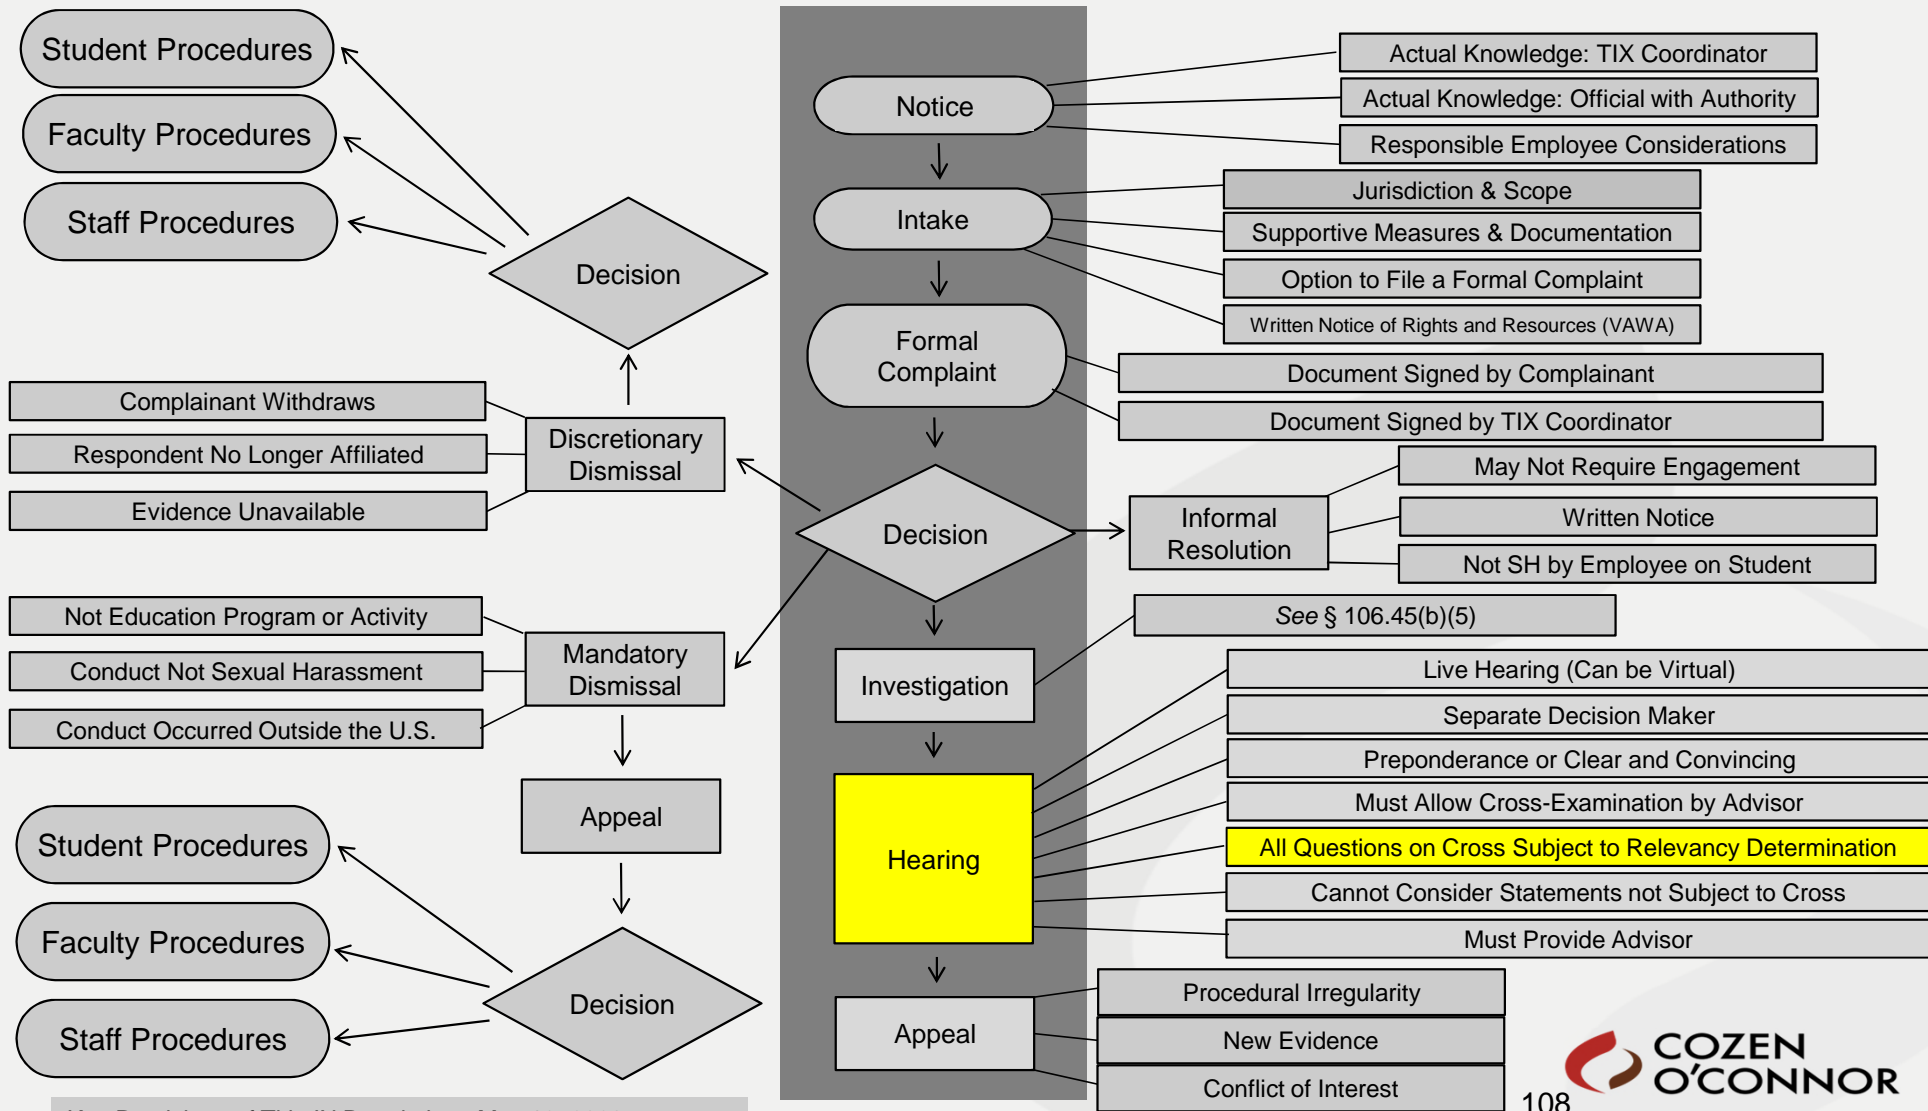 Student Procedures
Faculty Procedures
Staff Procedures
Decision
Complainant Withdraws
Respondent No Longer Affiliated
Evidence Unavailable
Discretionary
Dismissal
Not Education Program or Activity
Conduct Not Sexual Harassment
Conduct Occurred Outside the U.S.
Mandatory
Dismissal
Appeal
Student Procedures
Faculty Procedures
Staff Procedures
Decision
Notice
Intake
Formal
Complaint
Decision
Investigation
Hearing
Appeal
Actual Knowledge: TIX Coordinator
Actual Knowledge: Official with Authority
Responsible Employee Considerations
Jurisdiction & Scope
Supportive Measures & Documentation
Option to File a Formal Complaint
Written Notice of Rights and Resources (VAWA)
Document Signed by Complainant
Document Signed by TIX Coordinator
Informal
Resolution
May Not Require Engagement
Written Notice
Not SH by Employee on Student
See § 106.45(b)(5)
Live Hearing (Can be Virtual)
Separate Decision Maker
Preponderance or Clear and Convincing
Must Allow Cross-Examination by Advisor
All Questions on Cross Subject to Relevancy Determination
Cannot Consider Statements not Subject to Cross
Must Provide Advisor
Procedural Irregularity
New Evidence
Conflict of Interest
COZEN
O'CONNOR
108